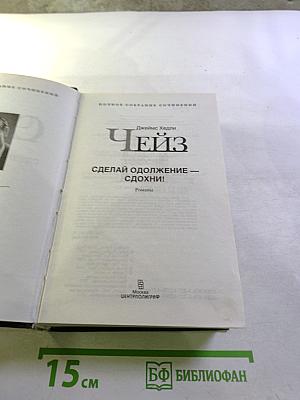 ПОЛНОЕ СОБРАНИЕ СОЧИНЕНИЙ
Джеймс Хедли
ЧЕЙЗ
СДЕЛАЙ ОДОЛЖЕНИЕ —
СДОХНИ!
Романы
Москва
ЦЕНТРПОЛИГРАФ
15 см
БФ БИБЛИОФАН